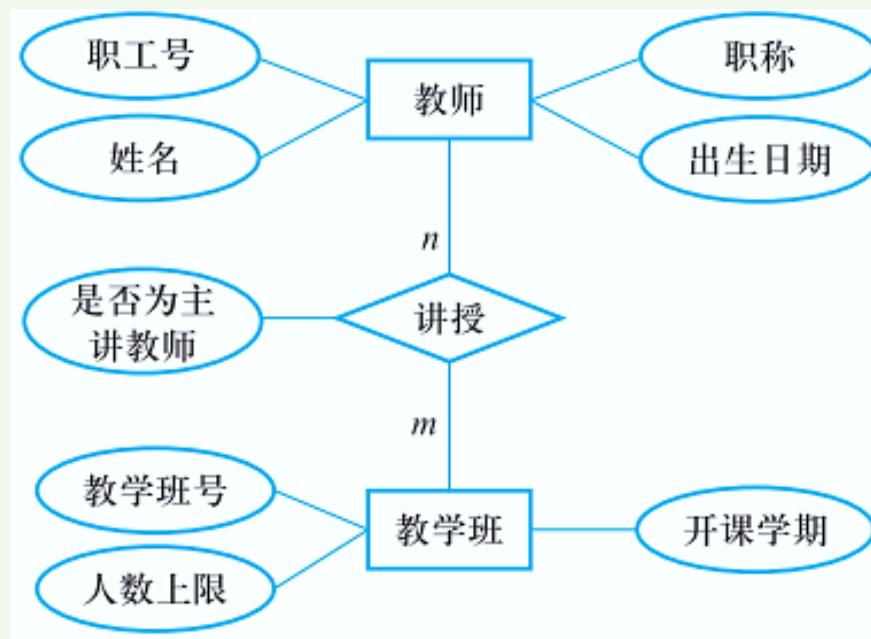 职工号
教师
职称
姓名
出生日期
n
是否为主
讲教师
讲授
m
教学班号
教学班
开课学期
人数上限